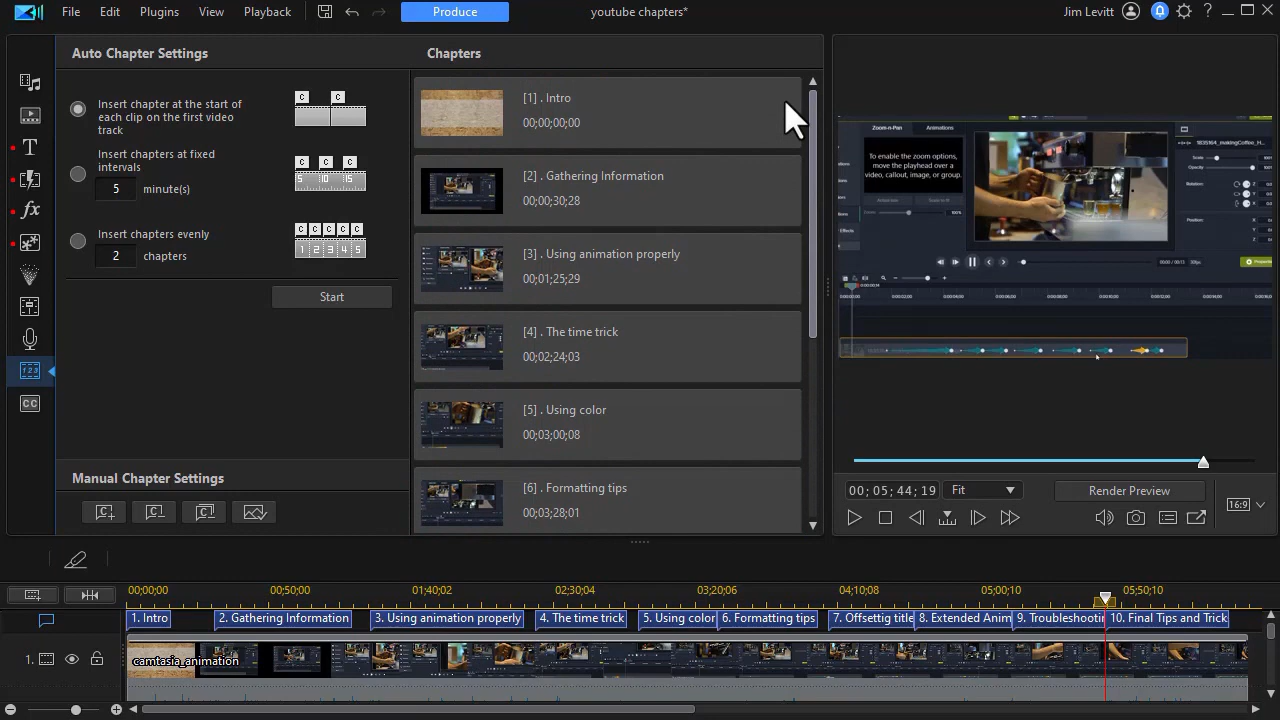 File Edit Plugins View Playback Produce youtube chapters* Jim Levitt
Auto Chapter Settings
Chapters
Insert chapter at the start of
each clip on the first video
track
Insert chapters at fixed
intervals
5 minute(s)
Insert chapters evenly
2 chapters
Start
Manual Chapter Settings
[1] . Intro
00;00;00;00
[2] . Gathering Information
00;00;30;28
[3] . Using animation properly
00;01;25;29
[4] . The time trick
00;02;24;03
[5] . Using color
00;03;00;08
[6] . Formatting tips
00;03;28;01
Zoom-n-Pan Animations
To enable the zoom options,
move the playhead over a
video, callout, image, or group.
00; 05; 44; 19 Fit Render Preview 16:9
00;00;00 00;50;00 01;40;02 02;30;04 03;20;06 04;10;08 05;00;10 05;50;10
1. Intro 2. Gathering Information 3. Using animation properly 4. The time trick 5. Using color 6. Formatting tips 7. Offsettig title 8. Extended Anim 9. Troubleshootin 10. Final Tips and Trick
1. camtasia_animation